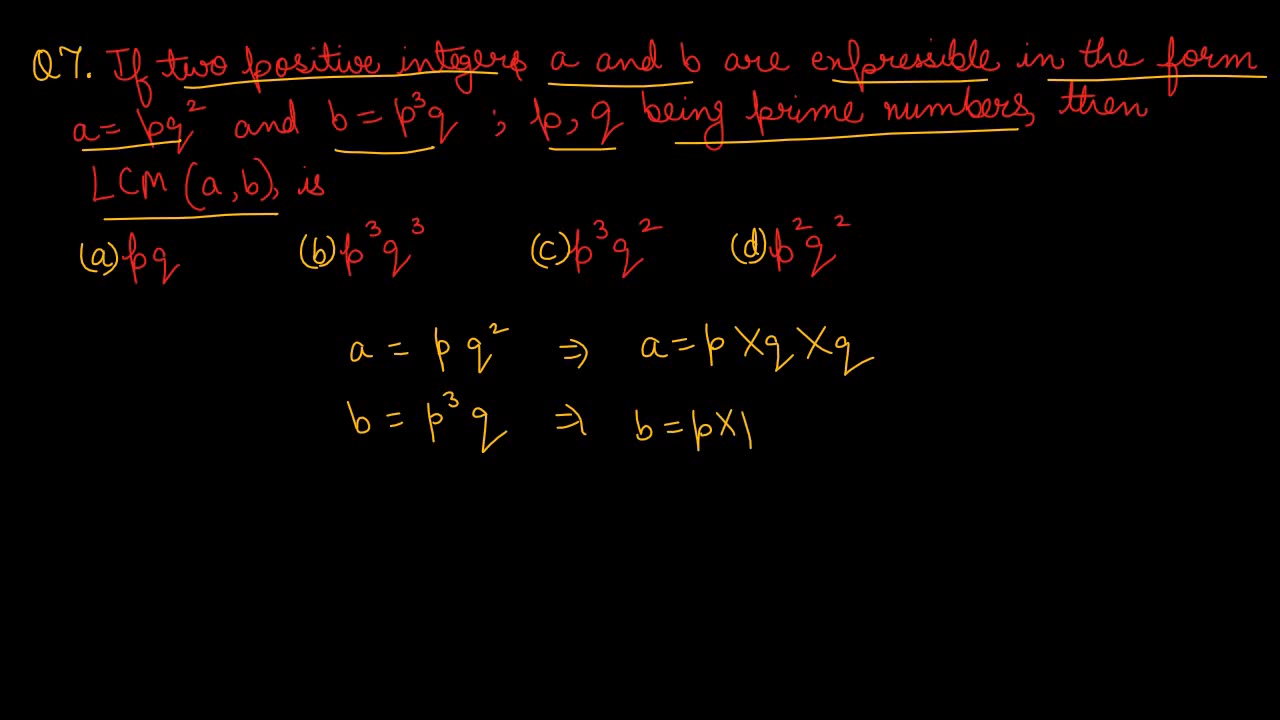 Q7. If two positive integers a and b are expressible in the form
a = pq² and b = p³q ; p, q being prime numbers, then
LCM (a, b), is
(a) pq (b) p³q³ (c) p³q² (d) p²q²
a = pq² ⇒ a = p × q × q
b = p³q ⇒ b = p ×